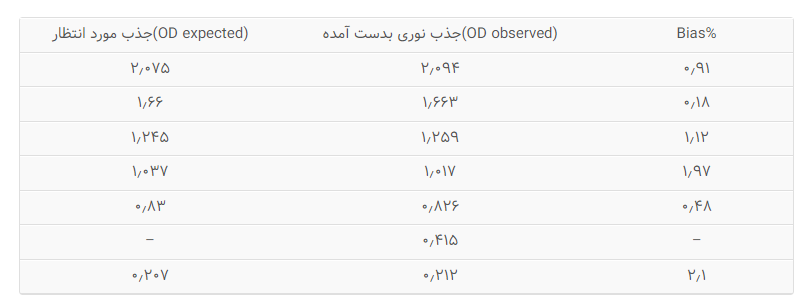 جذب مورد انتظار(OD expected) جذب نوری بدست آمده(OD observed) Bias%
۲٫۰۷۵ ۲٫۰۹۴ ۰٫۹۱
۱٫۶۶ ۱٫۶۶۳ ۰٫۱۸
۱٫۲۴۵ ۱٫۲۵۹ ۱٫۱۲
۱٫۰۳۷ ۱٫۰۱۷ ۱٫۹۷
۰٫۸۳ ۰٫۸۲۶ ۰٫۴۸
– ۰٫۴۱۵ –
۰٫۲۰۷ ۰٫۲۱۲ ۲٫۱